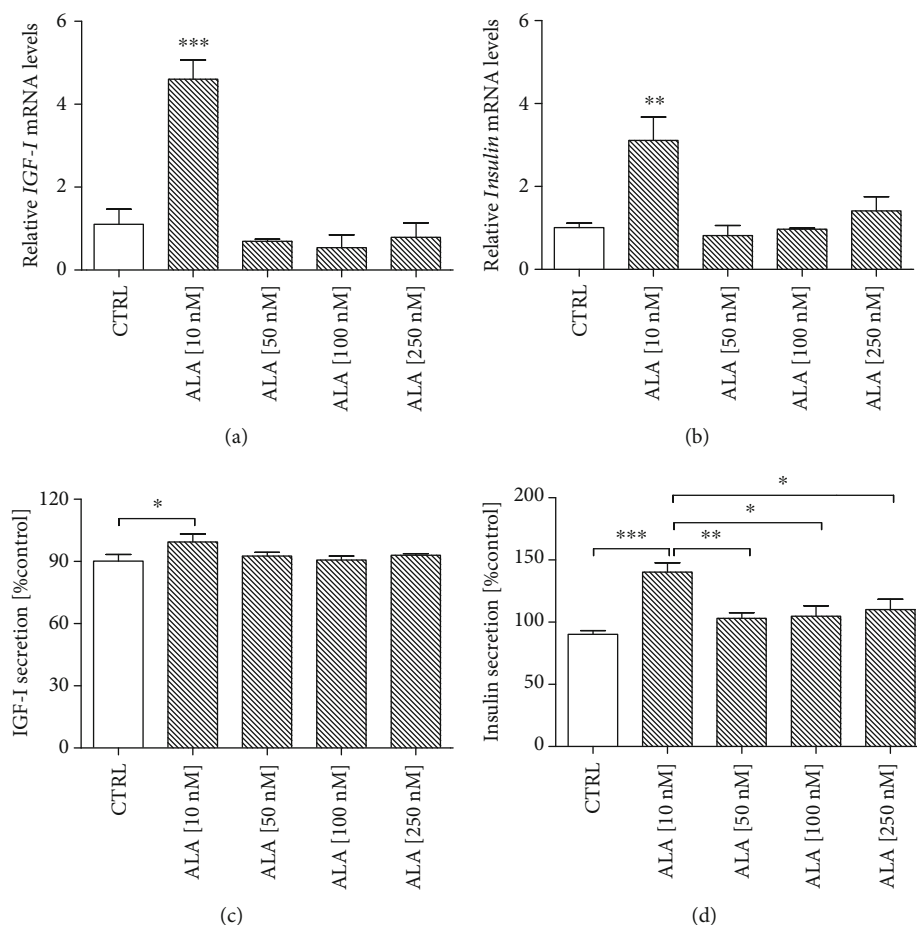 6
4
2
0
Relative IGF-I mRNA levels
***
CTRL
ALA [10 nM]
ALA [50 nM]
ALA [100 nM]
ALA [250 nM]
(a)
6
4
2
0
Relative Insulin mRNA levels
**
CTRL
ALA [10 nM]
ALA [50 nM]
ALA [100 nM]
ALA [250 nM]
(b)
120
90
60
30
0
IGF-I secretion [%control]
*
CTRL
ALA [10 nM]
ALA [50 nM]
ALA [100 nM]
ALA [250 nM]
(c)
200
150
100
50
0
Insulin secretion [%control]
*
*
*** **
CTRL
ALA [10 nM]
ALA [50 nM]
ALA [100 nM]
ALA [250 nM]
(d)